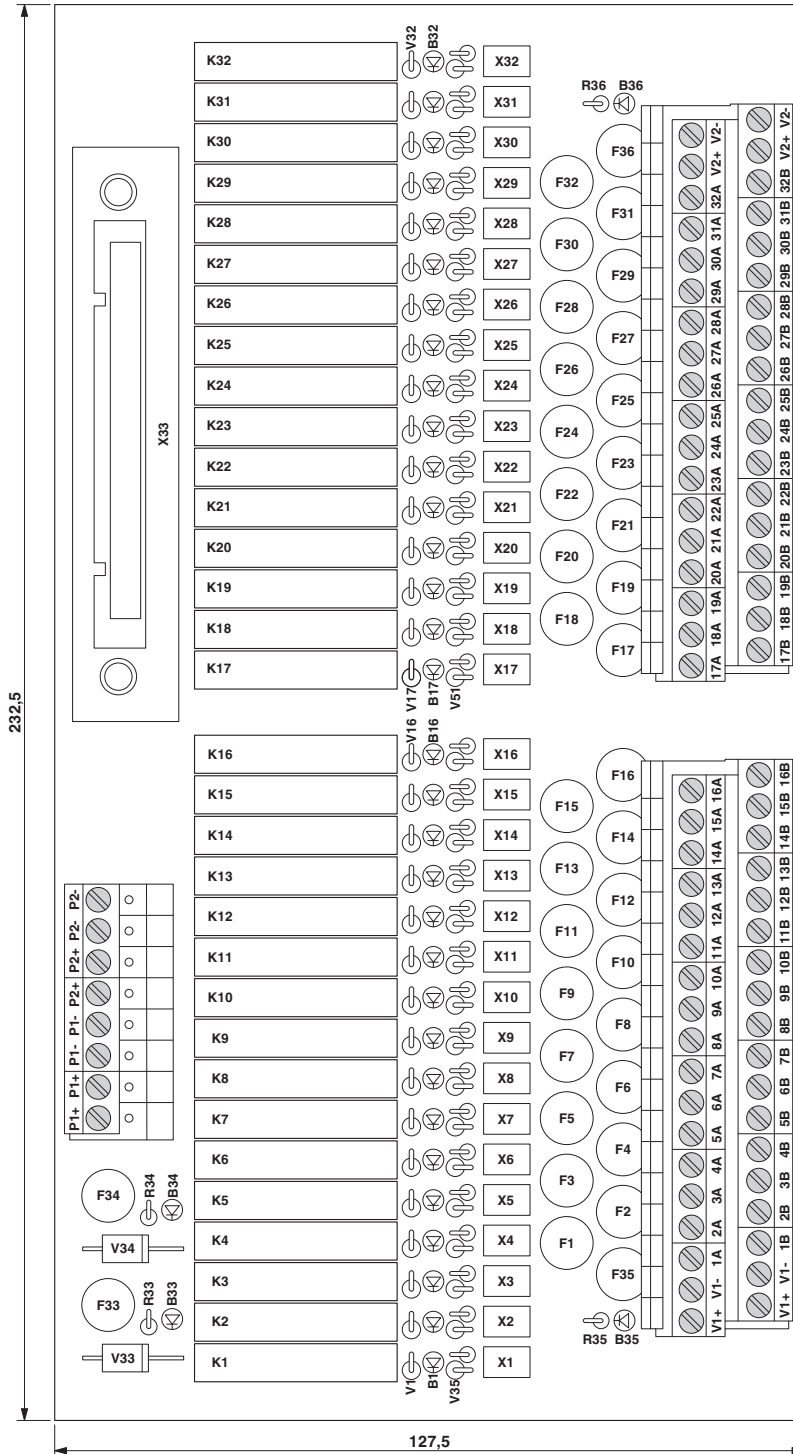 V32
B32
K32
X32
R36
B36
K31
X31
K30
X30
F36
K29
X29
F32
K28
X28
F31
K27
X27
F30
F29
K26
X26
F28
K25
X25
F27
K24
X24
F26
F25
K23
X23
F24
K22
X22
F23
K21
X21
F22
F21
K20
X20
F20
K19
X19
F19
K18
X18
F18
K17
X17
F17
V17
B17
V51
X33
17A 18A 19A 20A 21A 22A 23A 24A 25A 26A 27A 28A 29A 30A 31A 32A V2+ V2-
17B 18B 19B 20B 21B 22B 23B 24B 25B 26B 27B 28B 29B 30B 31B 32B V2+ V2-
232,5
V16
B16
K16
X16
F16
K15
X15
F15
K14
X14
F14
K13
X13
F13
K12
X12
F12
K11
X11
F11
K10
X10
F10
F9
K9
X9
F8
K8
X8
F7
K7
X7
F6
F5
K6
X6
F4
K5
X5
F3
F2
K4
X4
F1
K3
X3
F35
K2
X2
R35
B35
K1
X1
V1
B1
V35
P1+ P1+ P1- P1- P2+ P2+ P2- P2-
F34
R34
B34
V34
F33
R33
B33
V33
V1+ V1- 1A 2A 3A 4A 5A 6A 7A 8A 9A 10A 11A 12A 13A 14A 15A 16A
V1+ V1- 1B 2B 3B 4B 5B 6B 7B 8B 9B 10B 11B 12B 13B 14B 15B 16B
127,5